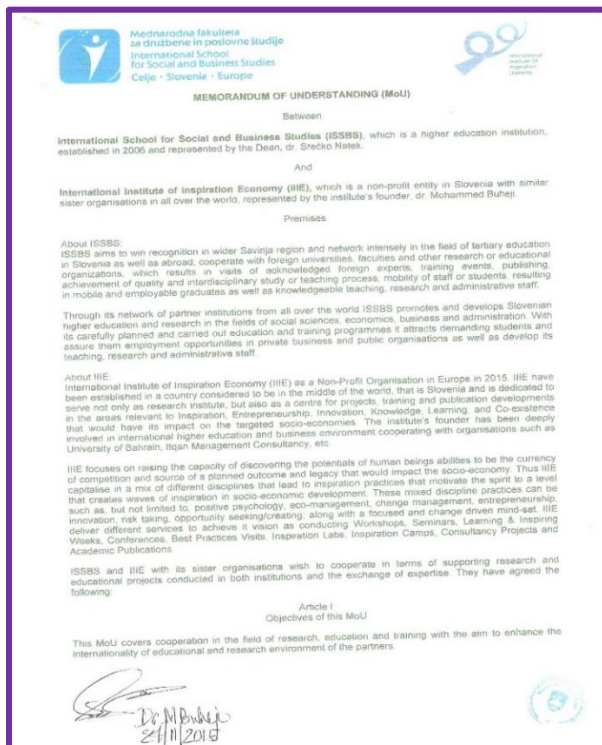 Mednarodna fakulteta
za družbene in poslovne študije
International School
for Social and Business Studies
Celje · Slovenia · Europe
International
Institute Of
Inspiration
Economy
MEMORANDUM OF UNDERSTANDING (MoU)
Between
International School for Social and Business Studies (ISSBS), which is a higher education institution,
established in 2006 and represented by the Dean, dr. Srečko Natek.
And
International Institute of Inspiration Economy (IIIE), which is a non-profit entity in Slovenia with similar
sister organisations in all over the world, represented by the institute's founder, dr. Mohammed Buheji.
Premises
About ISSBS:
ISSBS aims to win recognition in wider Savinja region and network intensely in the field of tertiary education
in Slovenia as well as abroad; cooperate with foreign universities, faculties and other research or educational
organizations, which results in visits of acknowledged foreign experts, training events, publishing,
achievement of quality and interdisciplinary study or teaching process, mobility of staff or students, resulting
in mobile and employable graduates as well as knowledgeable teaching, research and administrative staff.
Through its network of partner institutions from all over the world ISSBS promotes and develops Slovenian
higher education and research in the fields of social sciences, economics, business and administration. With
its carefully planned and carried out education and training programmes it attracts demanding students and
assure them employment opportunities in private business and public organisations as well as develop its
teaching, research and administrative staff.
About IIIE:
International Institute of Inspiration Economy (IIIE) as a Non-Profit Organisation in Europe in 2015. IIIE have
been established in a country considered to be in the middle of the world, that is Slovenia and is dedicated to
serve not only as research institute, but also as a centre for projects, training and publication developments
in the areas relevant to Inspiration, Entrepreneurship, Innovation, Knowledge, Learning, and Co-existence
that would have its impact on the targeted socio-economies. The institute's founder has been deeply
involved in international higher education and business environment cooperating with organisations such as
University of Bahrain, Itqan Management Consultancy, etc.
IIIE focuses on raising the capacity of discovering the potentials of human beings abilities to be the currency
of competition and source of a planned outcome and legacy that would impact the socio-economy. Thus IIIE
capitalise in a mix of different disciplines that lead to inspiration practices that motivate the spirit to a level
that creates waves of inspiration in socio-economic development. These mixed discipline practices can be
such as, but not limited to, positive psychology, eco-management, change management, entrepreneurship,
innovation, risk taking, opportunity seeking/creating; along with a focused and change driven mind-set. IIIE
deliver different services to achieve it vision as conducting Workshops, Seminars, Learning & Inspiring
Weeks, Conferences, Best Practices Visits, Inspiration Labs, Inspiration Camps, Consultancy Projects and
Academic Publications.
ISSBS and IIIE with its sister organisations wish to cooperate in terms of supporting research and
educational projects conducted in both institutions and the exchange of expertise. They have agreed the
following:
Article I
Objectives of this MoU
This MoU covers cooperation in the field of research, education and training with the aim to enhance the
internationality of educational and research environment of the partners.
Dr. M Buheji